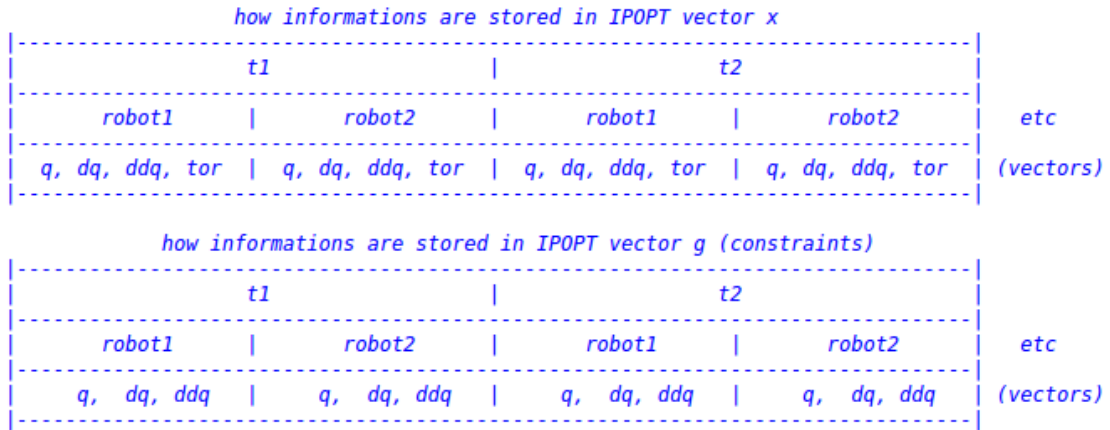 how informations are stored in IPOPT vector x
|-------------------------------------------------------------------------------|
| t1 | t2 |
|-------------------------------------------------------------------------------|
| robot1 | robot2 | robot1 | robot2 | etc
|-------------------------------------------------------------------------------|
| q, dq, ddq, tor | q, dq, ddq, tor | q, dq, ddq, tor | q, dq, ddq, tor | (vectors)
|-------------------------------------------------------------------------------|
how informations are stored in IPOPT vector g (constraints)
|-------------------------------------------------------------------------------|
| t1 | t2 |
|-------------------------------------------------------------------------------|
| robot1 | robot2 | robot1 | robot2 | etc
|-------------------------------------------------------------------------------|
| q, dq, ddq | q, dq, ddq | q, dq, ddq | q, dq, ddq | (vectors)
|-------------------------------------------------------------------------------|